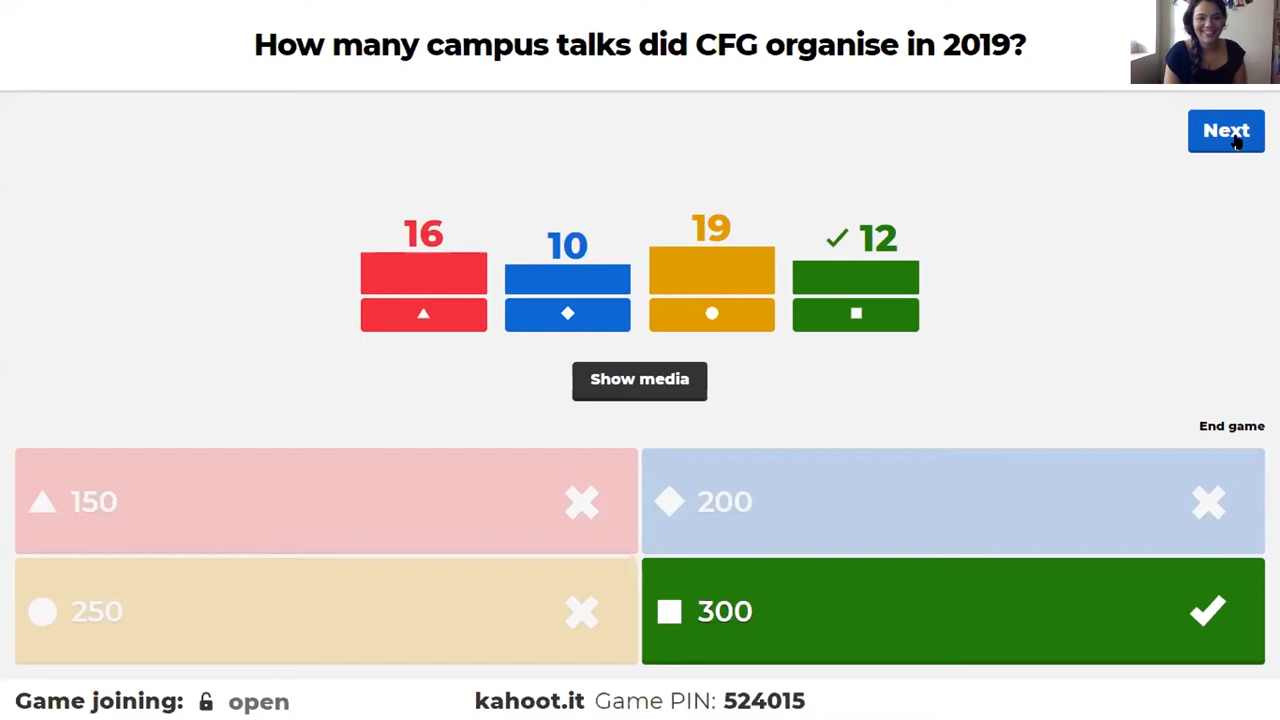 How many campus talks did CFG organise in 2019?
Next
16
10
19
12
Show media
End game
150
200
250
300
Game joining: open
kahoot.it Game PIN: 524015